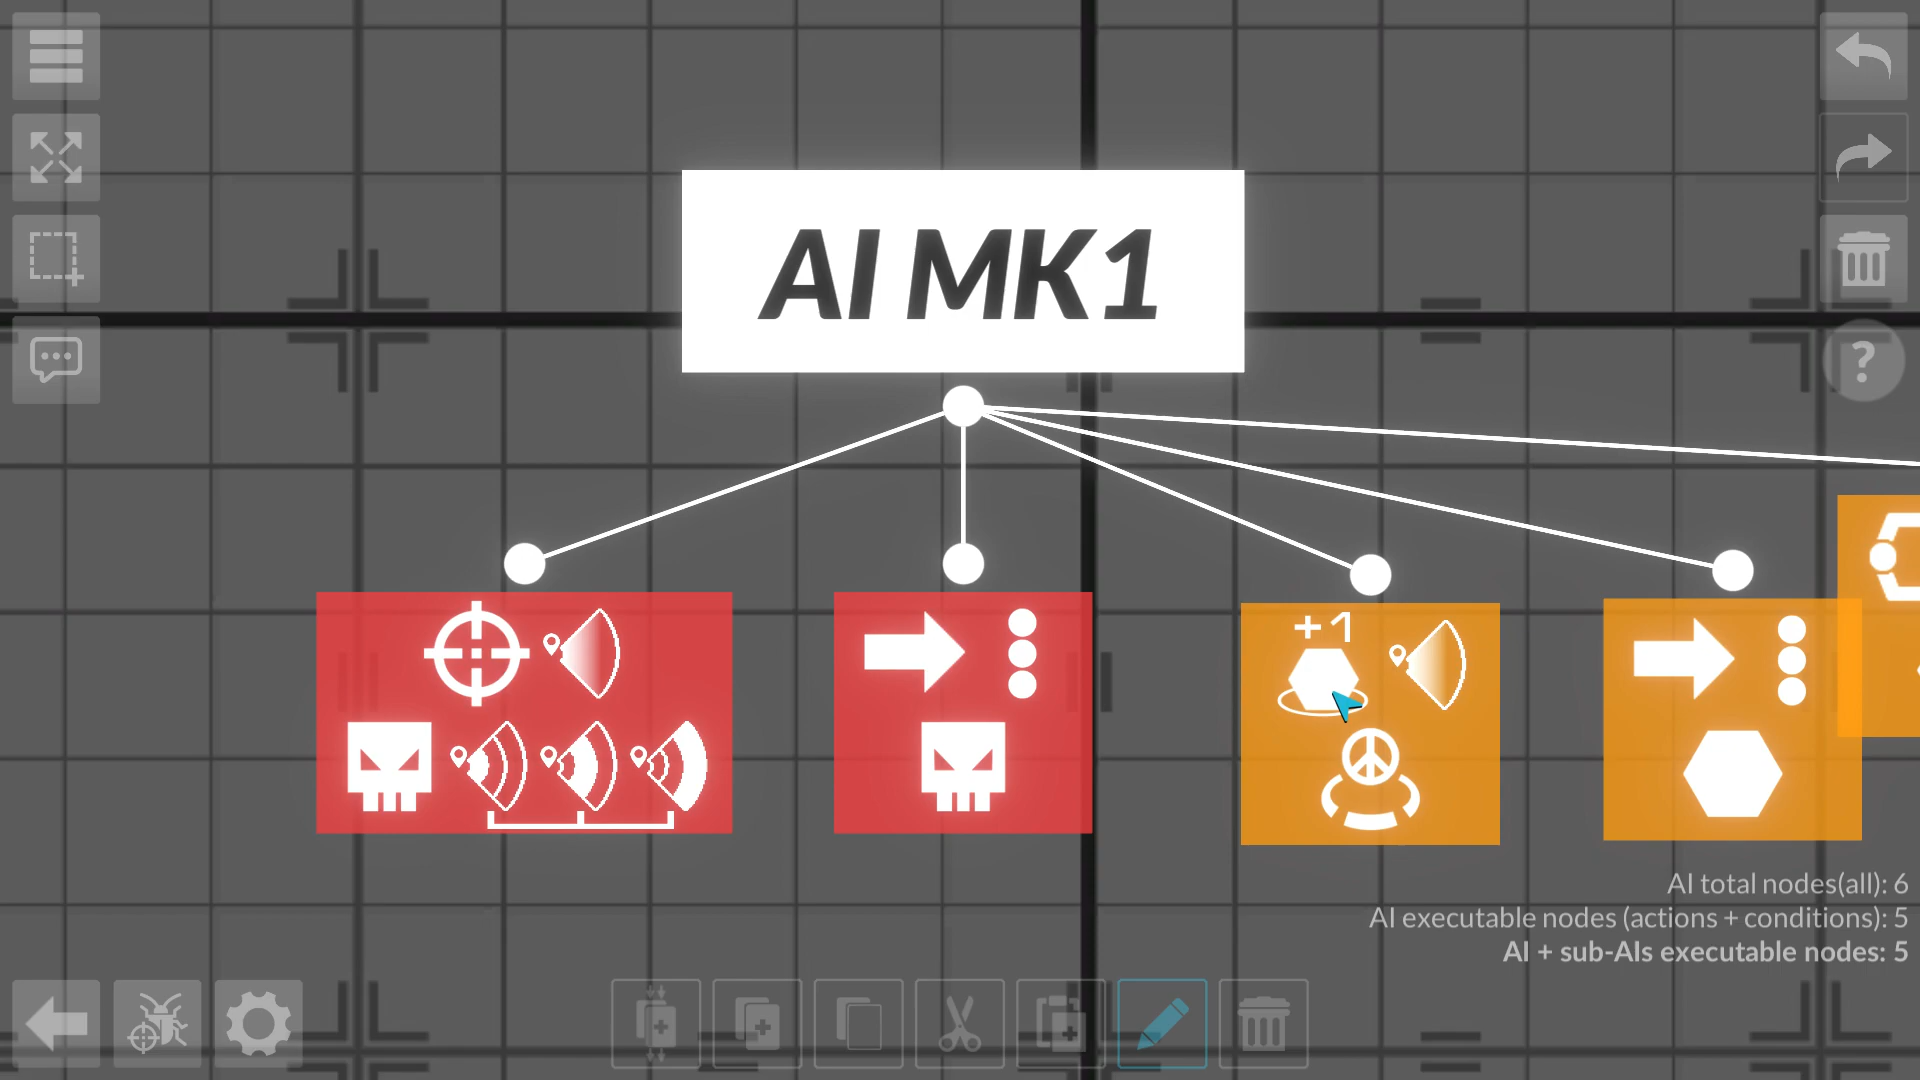 AI MK1
+1
AI total nodes(all): 6
AI executable nodes (actions + conditions): 5
AI + sub-AIs executable nodes: 5
?